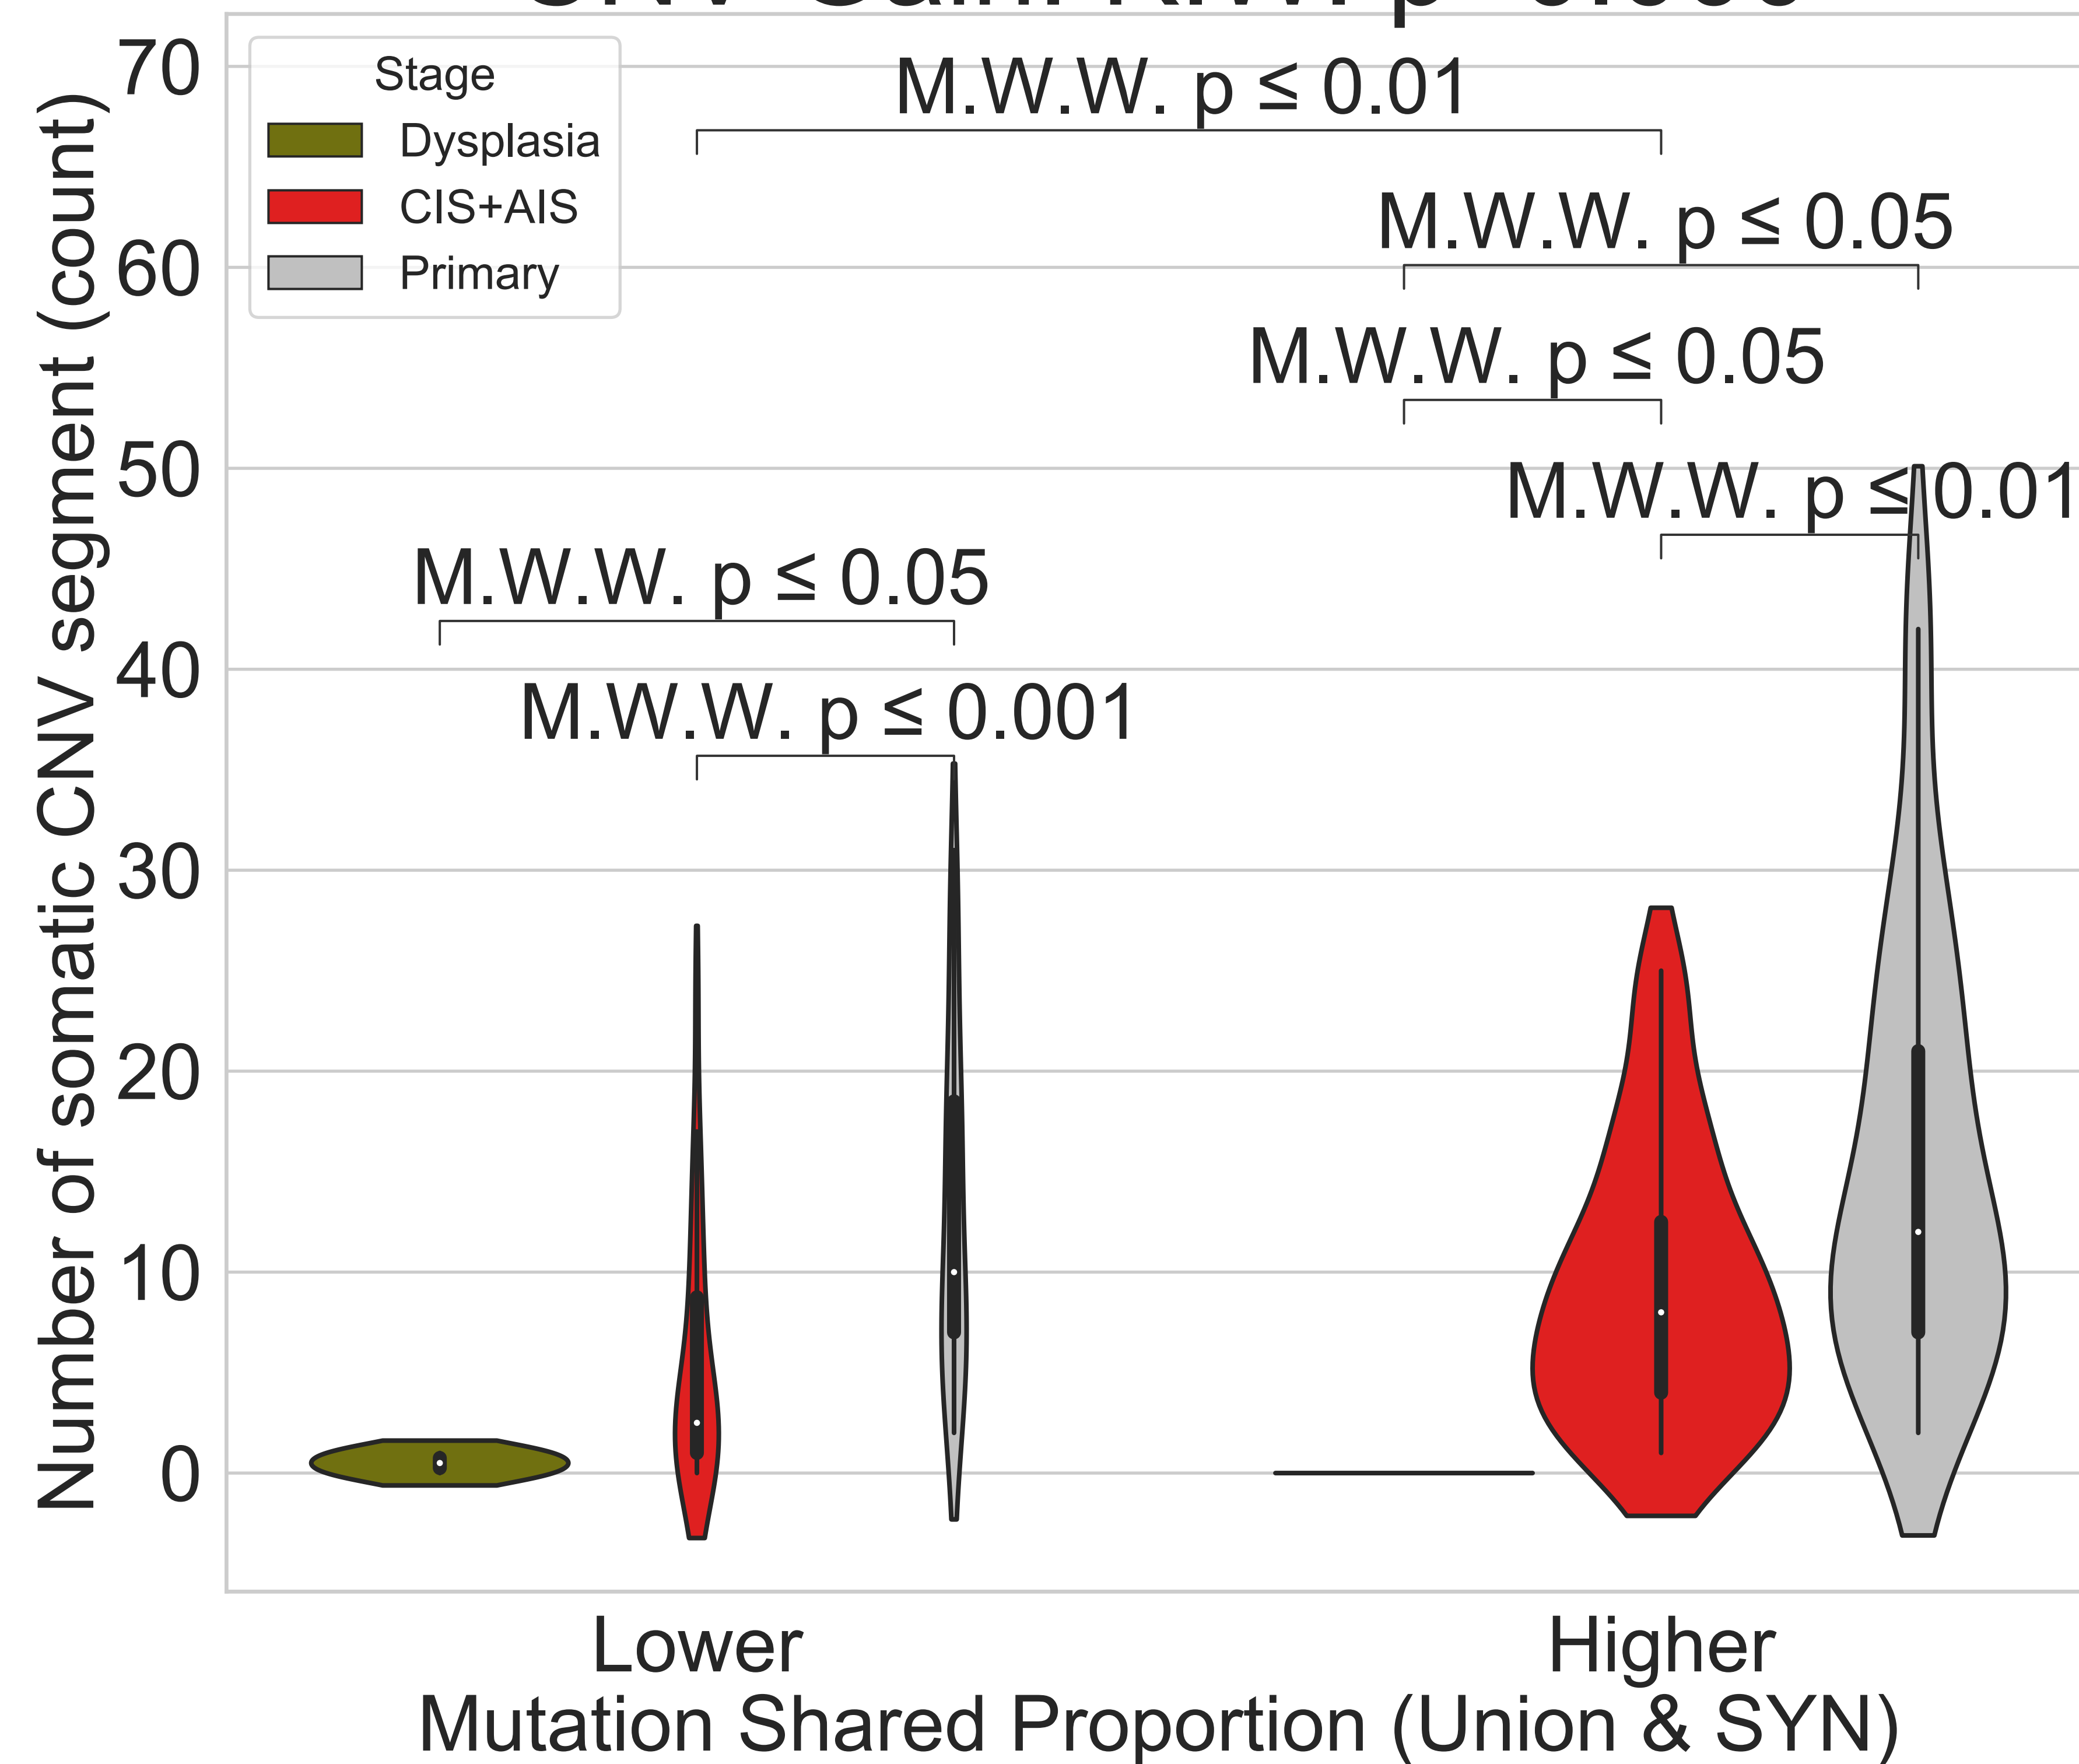 70
60
50
40
30
20
10
0
Number of somatic CNV segment (count)
Stage
Dysplasia
CIS+AIS
Primary
M.W.W. p ≤ 0.01
M.W.W. p ≤ 0.05
M.W.W. p ≤ 0.05
M.W.W. p ≤ 0.01
M.W.W. p ≤ 0.05
M.W.W. p ≤ 0.001
Lower
Higher
Mutation Shared Proportion (Union & SYN)